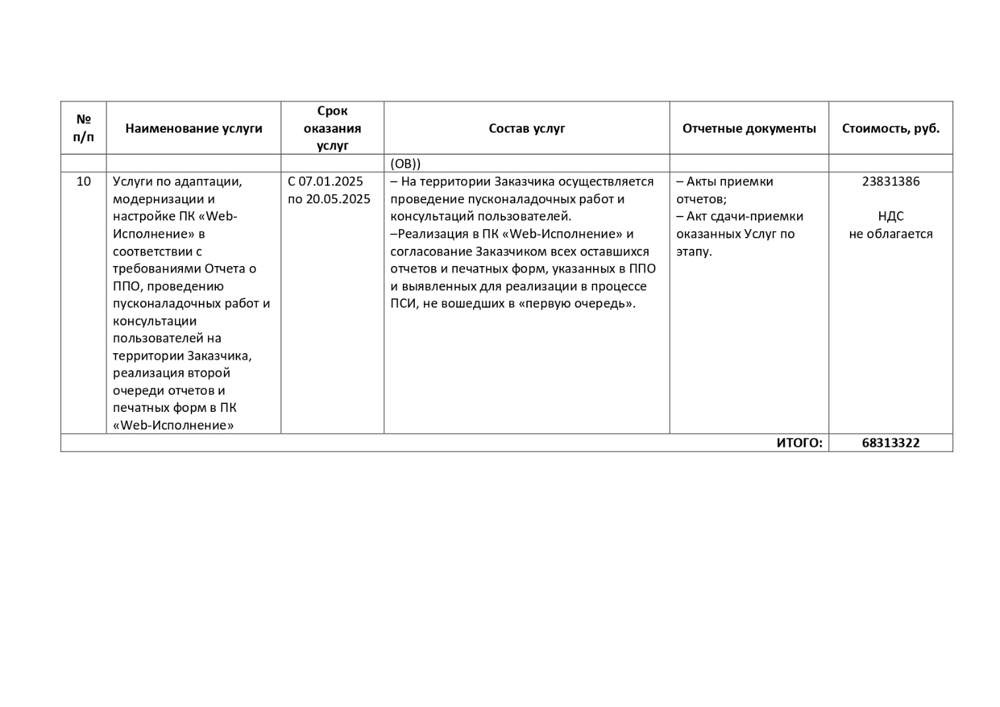 №
п/п
Наименование услуги
Срок
оказания
услуг
Состав услуг
Отчетные документы
Стоимость, руб.
(ОВ))
10
Услуги по адаптации,
модернизации и
настройке ПК «Web-
Исполнение» в
соответствии с
требованиями Отчета о
ППО, проведению
пусконаладочных работ и
консультации
пользователей на
территории Заказчика,
реализация второй
очереди отчетов и
печатных форм в ПК
«Web-Исполнение»
С 07.01.2025
по 20.05.2025
– На территории Заказчика осуществляется
проведение пусконаладочных работ и
консультаций пользователей.
–Реализация в ПК «Web-Исполнение» и
согласование Заказчиком всех оставшихся
отчетов и печатных форм, указанных в ППО
и выявленных для реализации в процессе
ПСИ, не вошедших в «первую очередь».
– Акты приемки
отчетов;
– Акт сдачи-приемки
оказанных Услуг по
этапу.
23831386
НДС
не облагается
ИТОГО:
68313322